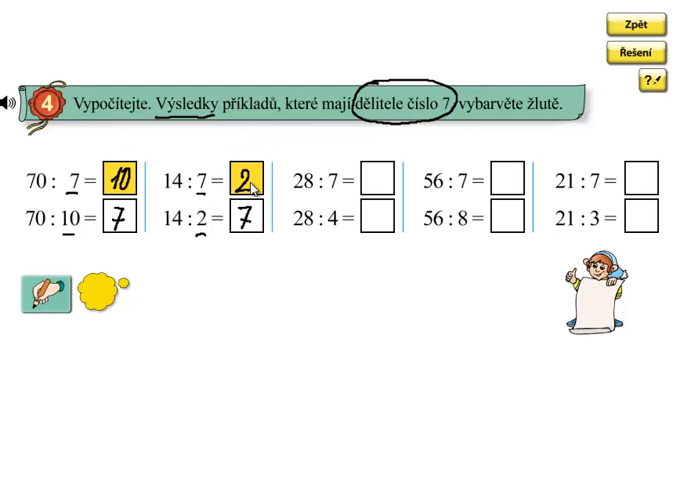 Zpět
Řešení
?✓
4 Vypočítejte. Výsledky příkladů, které mají dělitele číslo 7, vybarvěte žlutě.
70 : 7 = 10 14 : 7 = 2 28 : 7 = 56 : 7 = 21 : 7 =
70 : 10 = 7 14 : 2 = 7 28 : 4 = 56 : 8 = 21 : 3 =